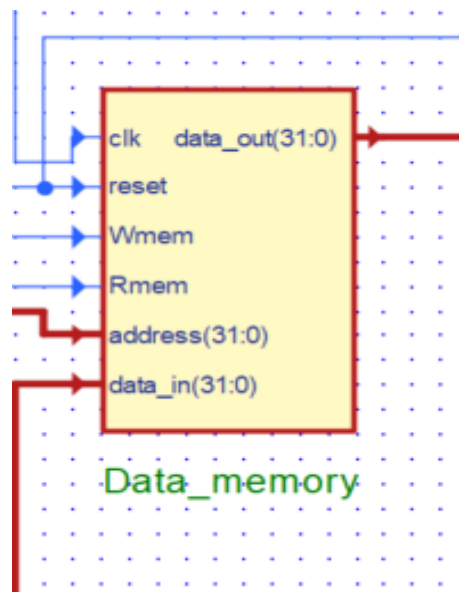 clk data_out(31:0)
reset
Wmem
Rmem
address(31:0)
data_in(31:0)
Data_memory